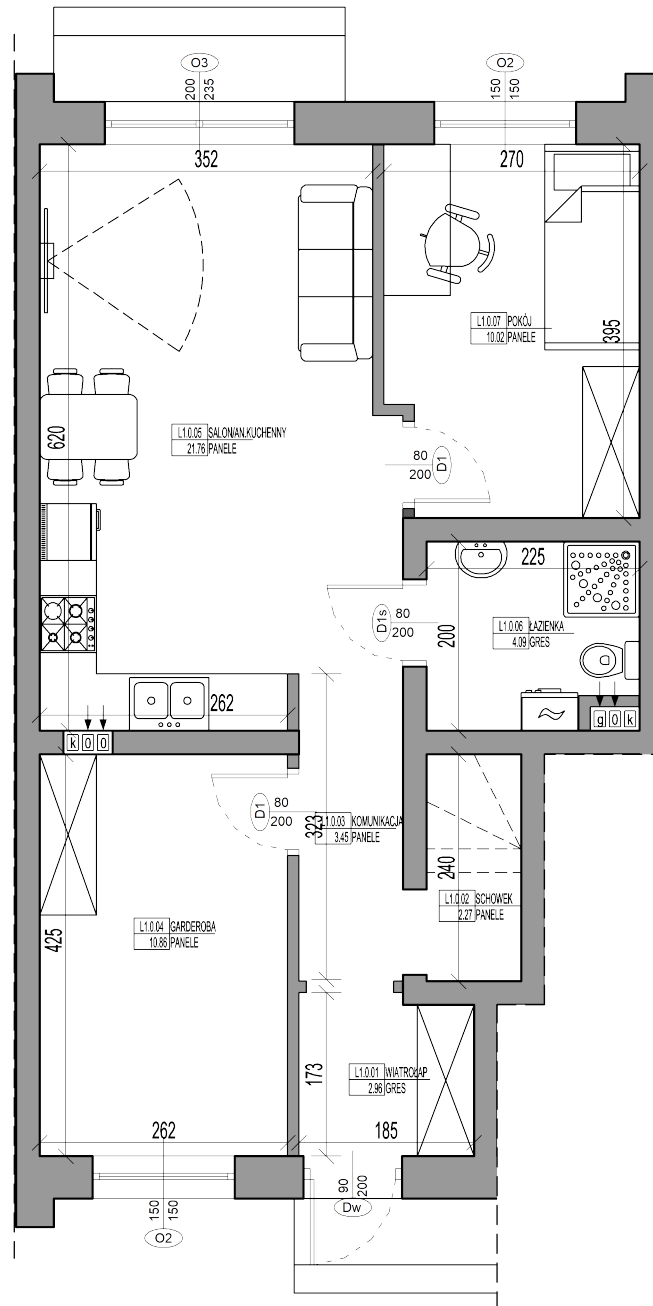 O3
200
235
O2
150
150
352
270
L1.0.07 POKÓJ
10.02 PANELE
395
620
L1.0.05 SALON/AN.KUCHENNY
21.76 PANELE
80
200
D1
225
D1s
80
200
200
L1.0.06 ŁAZIENKA
4.09 GRES
262
k 0 0
g 0 k
D1
80
200
323
L1.0.03 KOMUNIKACJA
3.45 PANELE
240
L1.0.02 SCHOWEK
2.27 PANELE
425
L1.0.04 GARDEROBA
10.86 PANELE
173
L1.0.01 WIATROŁAP
2.96 GRES
262
185
150
150
O2
90
200
Dw